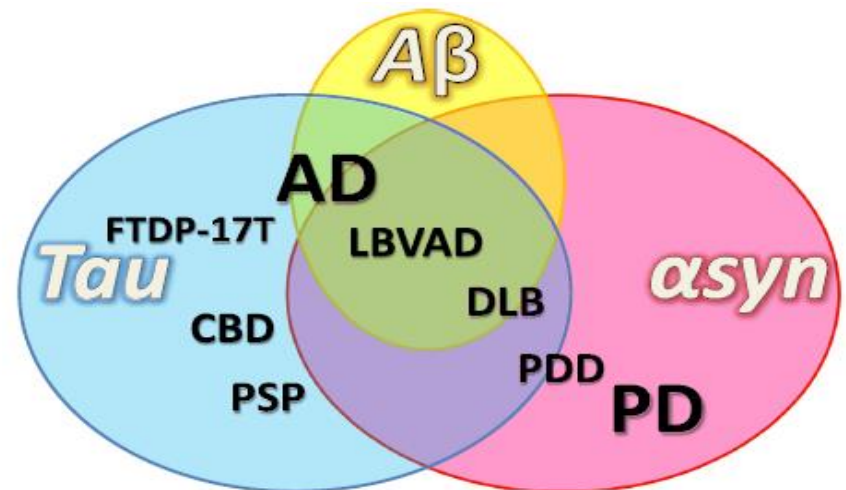 Aβ
AD
FTDP-17T
LBVAD
Tau
αsyn
DLB
CBD
PDD
PSP
PD